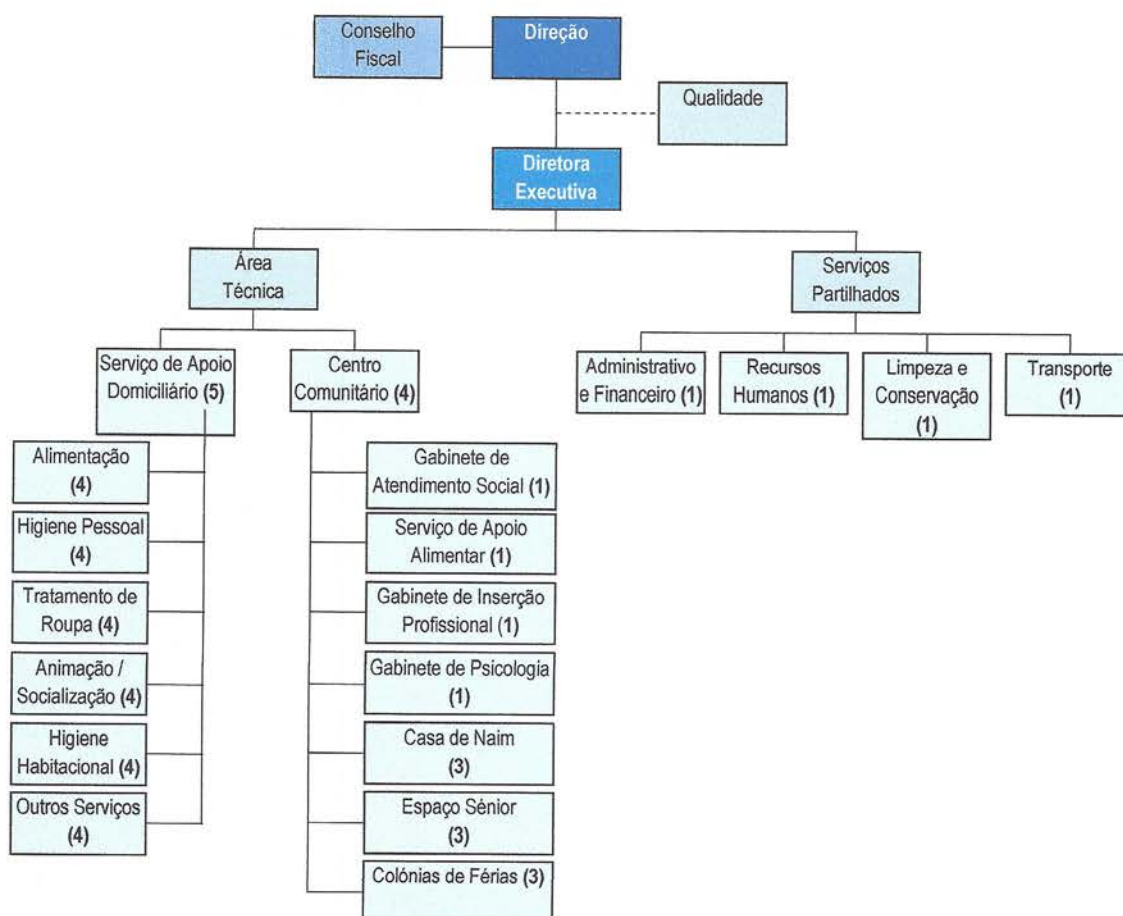 Conselho
Fiscal
Direção
Qualidade
Diretora
Executiva
Área
Técnica
Serviços
Partilhados
Serviço de Apoio
Domiciliário (5)
Centro
Comunitário (4)
Administrativo
e Financeiro (1)
Recursos
Humanos (1)
Limpeza e
Conservação
(1)
Transporte
(1)
Alimentação
(4)
Higiene Pessoal
(4)
Tratamento de
Roupa (4)
Animação /
Socialização (4)
Higiene
Habitacional (4)
Outros Serviços
(4)
Gabinete de
Atendimento Social (1)
Serviço de Apoio
Alimentar (1)
Gabinete de Inserção
Profissional (1)
Gabinete de Psicologia
(1)
Casa de Naim
(3)
Espaço Sénior
(3)
Colónias de Férias (3)